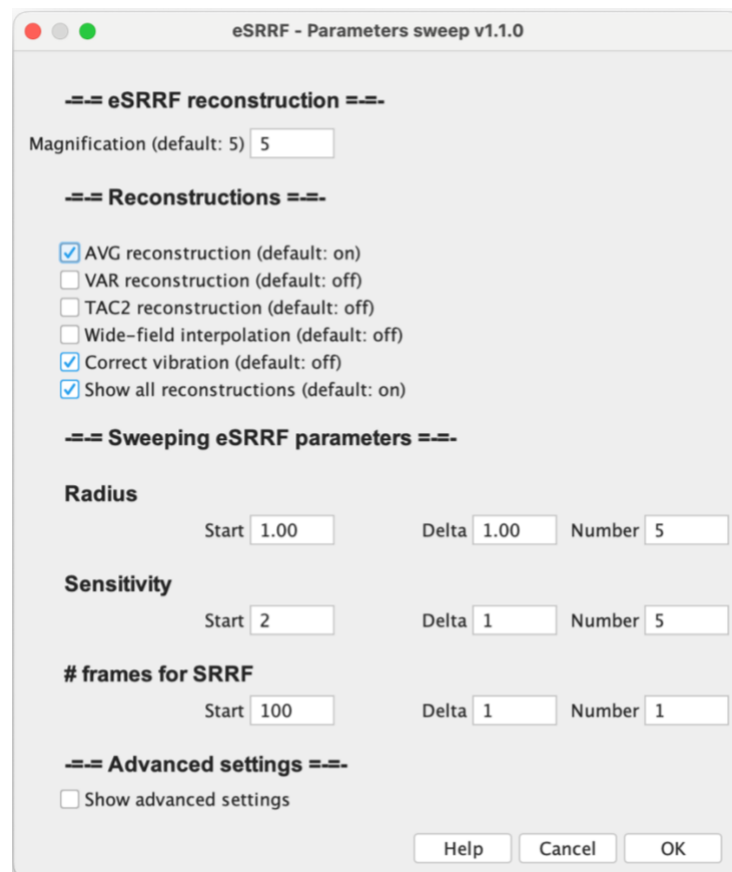 eSRRF - Parameters sweep v1.1.0
-=-= eSRRF reconstruction =-=-
Magnification (default: 5) 5
-=-= Reconstructions =-=-
AVG reconstruction (default: on)
VAR reconstruction (default: off)
TAC2 reconstruction (default: off)
Wide-field interpolation (default: off)
Correct vibration (default: off)
Show all reconstructions (default: on)
-=-= Sweeping eSRRF parameters =-=-
Radius
Start 1.00 Delta 1.00 Number 5
Sensitivity
Start 2 Delta 1 Number 5
# frames for SRRF
Start 100 Delta 1 Number 1
-=-= Advanced settings =-=-
Show advanced settings
Help Cancel OK